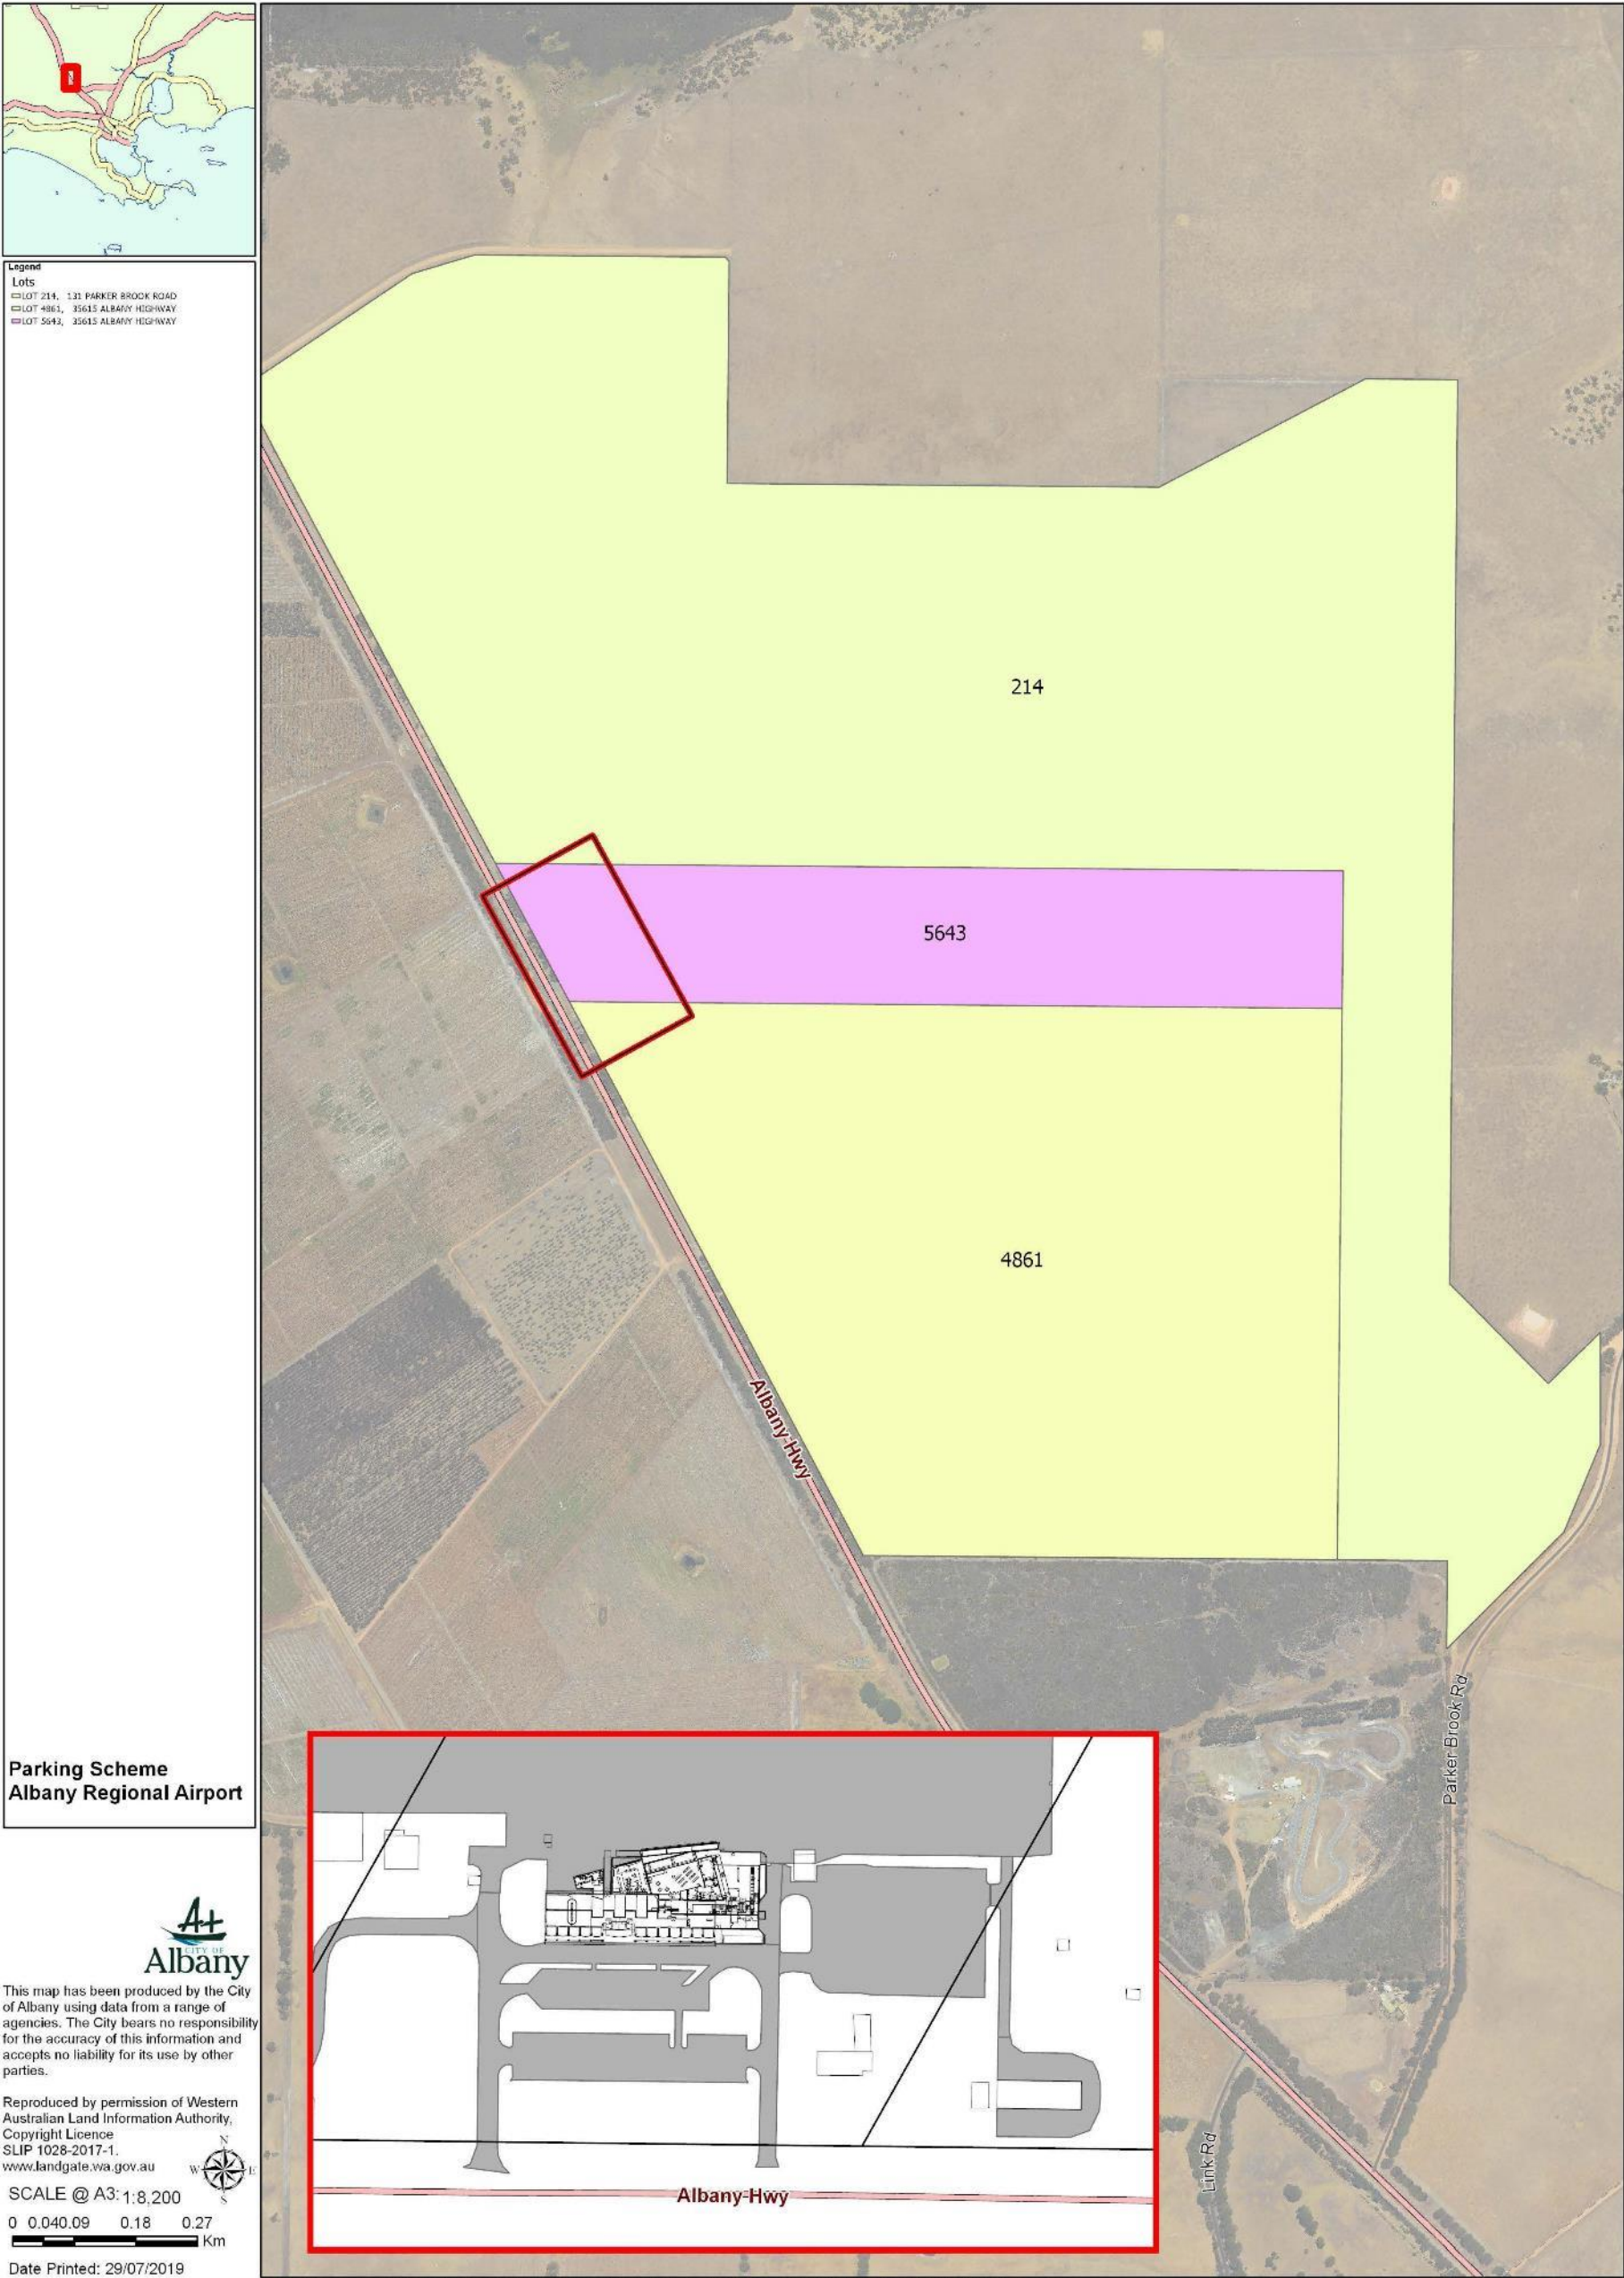 Legend
Lots
LOT 214, 131 PARKER BROOK ROAD
LOT 4861, 35615 ALBANY HIGHWAY
LOT 5643, 35615 ALBANY HIGHWAY
214
5643
4861
Albany Hwy
Parker Brook Rd
Link Rd
Albany Hwy
Parking Scheme
Albany Regional Airport
A+
CITY OF
Albany
This map has been produced by the City
of Albany using data from a range of
agencies. The City bears no responsibility
for the accuracy of this information and
accepts no liability for its use by other
parties.
Reproduced by permission of Western
Australian Land Information Authority,
Copyright Licence
SLIP 1028-2017-1.
www.landgate.wa.gov.au
N
W E
S
SCALE @ A3: 1:8,200
0 0.040.09 0.18 0.27
Km
Date Printed: 29/07/2019